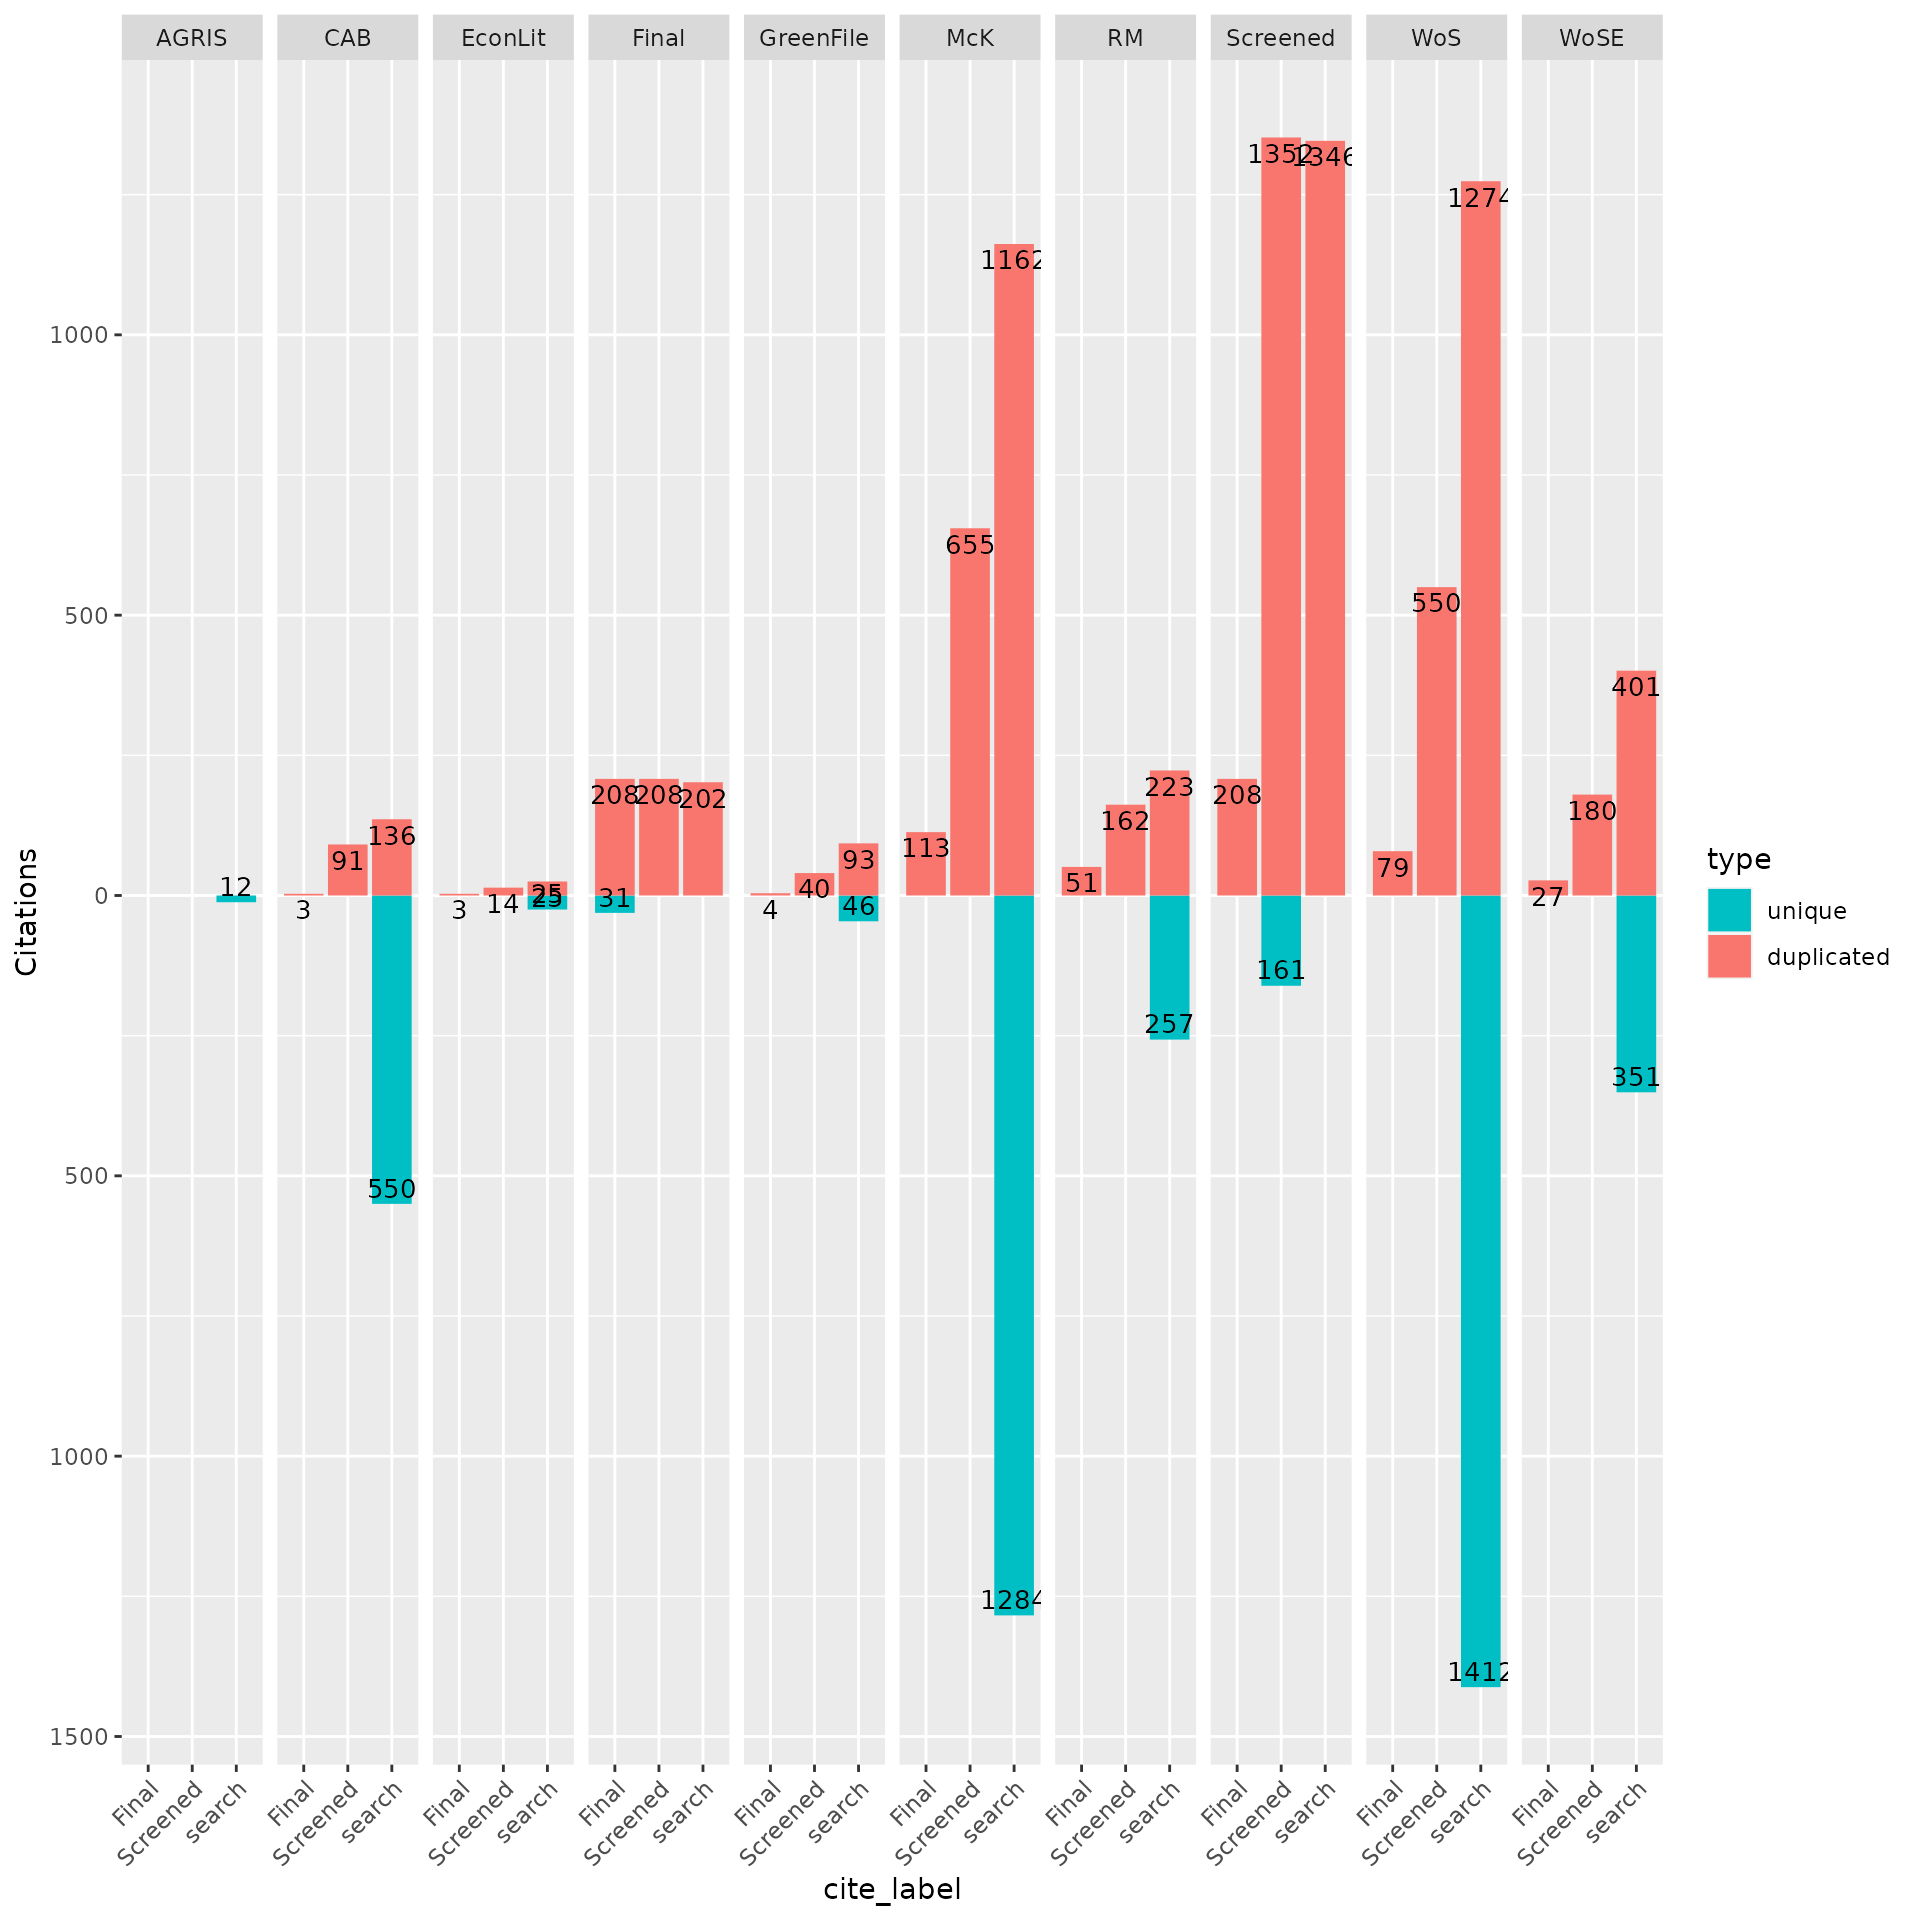 AGRIS CAB EconLit Final GreenFile McK RM Screened WoS WoSE
1352 1346
1274
1162
1000
655
550
500
401
208 208 202 208
223
180
162
136
113
91 93 79
51
40
27
25
12
0
3 3 14 25 31 4 46
161
257
351
500
550
1000
1284
1412
1500
Citations
type
unique
duplicated
Final Screened search Final Screened search Final Screened search Final Screened search Final Screened search Final Screened search Final Screened search Final Screened search Final Screened search Final Screened search
cite_label